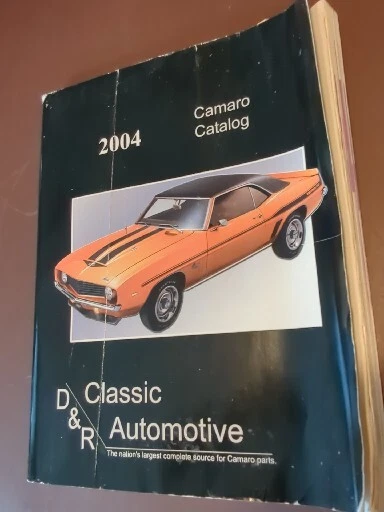 2004
Camaro
Catalog
D&R
Classic
Automotive
The nation's largest complete source for Camaro parts.